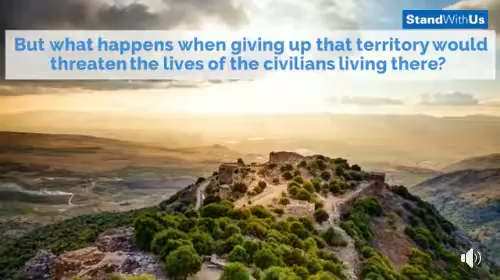 StandWithUs
But what happens when giving up that territory would
threaten the lives of the civilians living there?